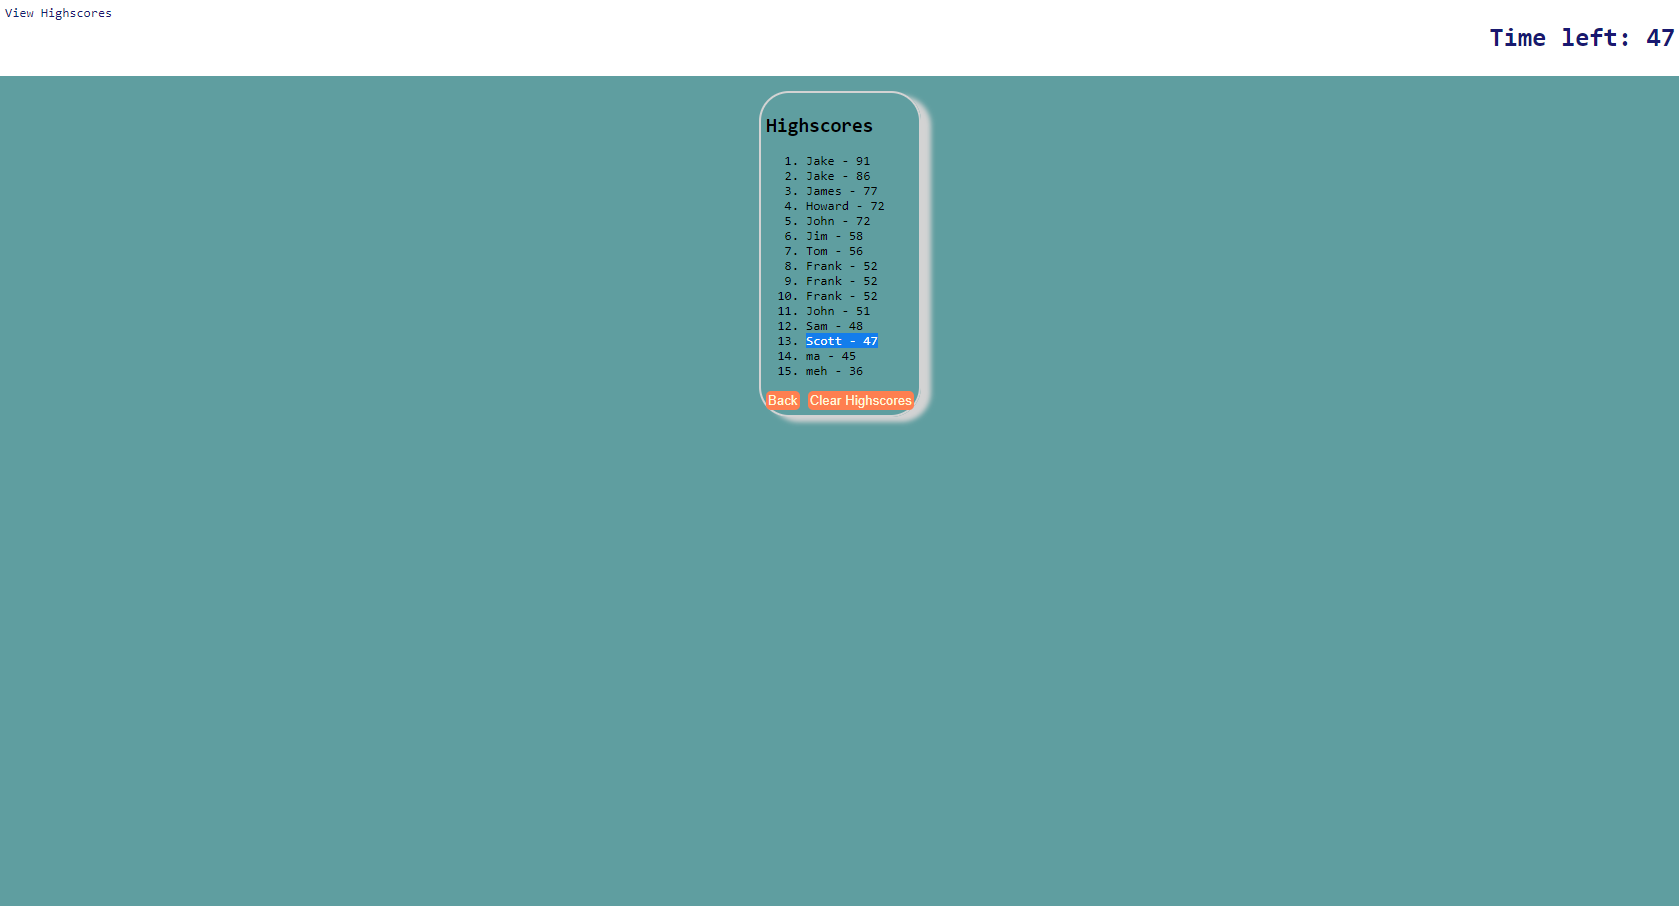 View Highscores
Time left: 47
Highscores
1. Jake - 91
2. Jake - 86
3. James - 77
4. Howard - 72
5. John - 72
6. Jim - 58
7. Tom - 56
8. Frank - 52
9. Frank - 52
10. Frank - 52
11. John - 51
12. Sam - 48
13. Scott - 47
14. ma - 45
15. meh - 36
Back Clear Highscores